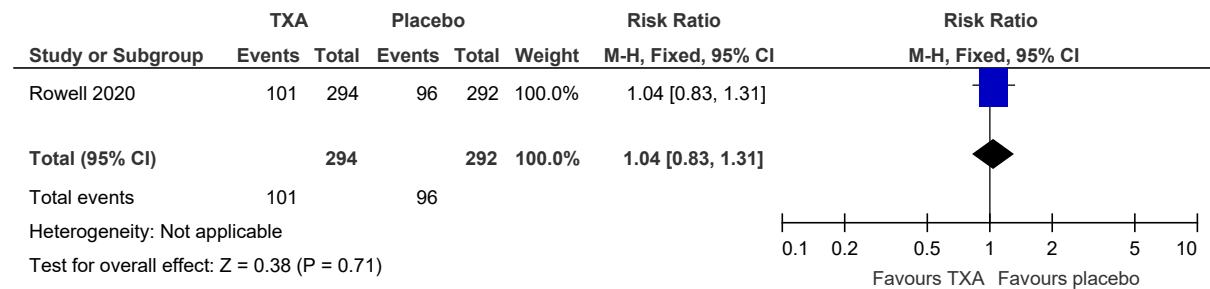 TXA Placebo Risk Ratio Risk Ratio
Study or Subgroup Events Total Events Total Weight M-H, Fixed, 95% CI M-H, Fixed, 95% CI
Rowell 2020 101 294 96 292 100.0% 1.04 [0.83, 1.31]
Total (95% CI) 294 292 100.0% 1.04 [0.83, 1.31]
Total events 101 96
Heterogeneity: Not applicable
Test for overall effect: Z = 0.38 (P = 0.71)
0.1 0.2 0.5 1 2 5 10
Favours TXA Favours placebo